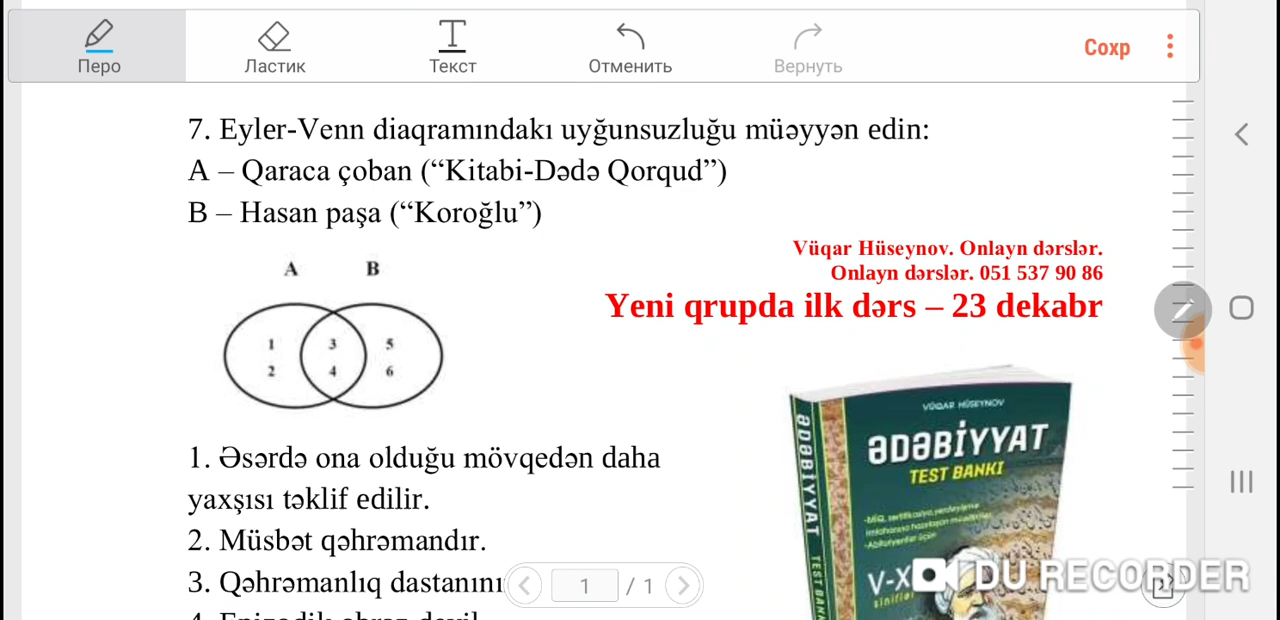 Перо
Ластик
Текст
Отменить
Вернуть
Сохр
7. Eyler-Venn diaqramındakı uyğunsuzluğu müəyyən edin:
A – Qaraca çoban (“Kitabi-Dədə Qorqud”)
B – Hasan paşa (“Koroğlu”)
Vüqar Hüseynov. Onlayn dərslər.
Onlayn dərslər. 051 537 90 86
Yeni qrupda ilk dərs – 23 dekabr
A B
1 3 5
2 4 6
1. Əsərdə ona olduğu mövqedən daha
yaxşısı təklif edilir.
2. Müsbət qəhrəmandır.
3. Qəhrəmanlıq dastanını
1 / 1
VÜQAR HÜSEYNOV
ƏDƏBİYYAT
TEST BANKI
-Abituriyentlər üçün
V-X
siniflər
ƏDƏBİYYAT TEST
DU RECORDER